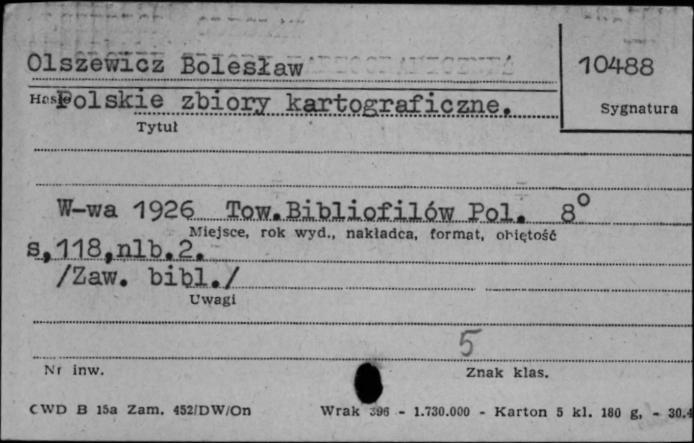 Olszewicz Bolesław
10488
Hasło
Polskie zbiory kartograficzne.
Sygnatura
Tytuł
W-wa 1926 Tow.Bibliofilów Pol. 8°
Miejsce, rok wyd., nakładca, format, objętość
s,118,nlb.2.
/Zaw. bibl./
Uwagi
5
Nr inw.
Znak klas.
CWD B 15a Zam. 452/DW/On Wrak 396 - 1.730.000 - Karton 5 kl. 180 g, - 30.4